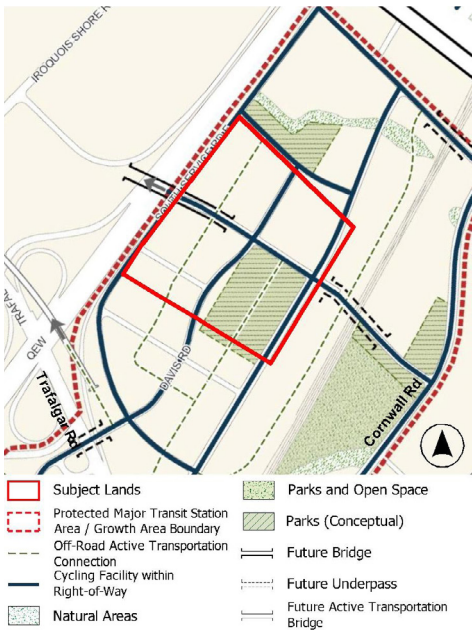 IROQUOIS SHORE R
SOUTH SERVICE RD E
TRAFAL
QEW
DAVIS RD
Trafalgar Rd
Cornwall Rd
Subject Lands
Protected Major Transit Station
Area / Growth Area Boundary
Off-Road Active Transportation
Connection
Cycling Facility within
Right-of-Way
Natural Areas
Parks and Open Space
Parks (Conceptual)
Future Bridge
Future Underpass
Future Active Transportation
Bridge